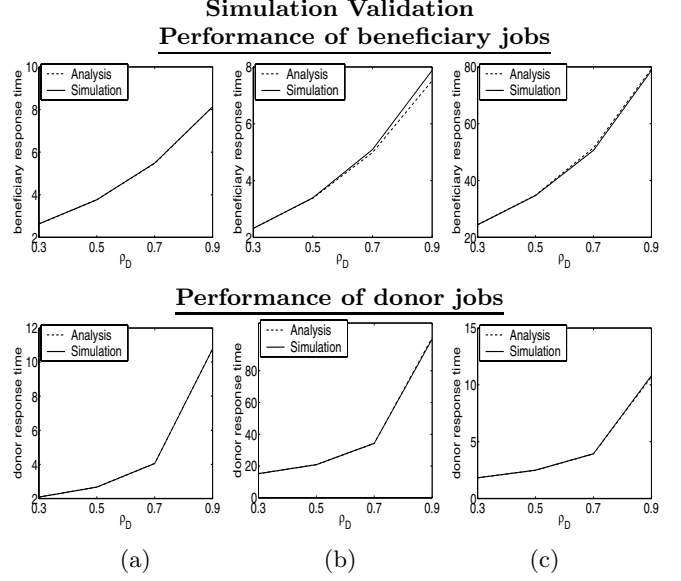 Simulation Validation
Performance of beneficiary jobs
beneficiary response time
10
8
6
4
2
Analysis
Simulation
0.3 0.5 0.7 0.9
ρD
beneficiary response time
8
6
4
2
Analysis
Simulation
0.3 0.5 0.7 0.9
ρD
beneficiary response time
80
60
40
20
Analysis
Simulation
0.3 0.5 0.7 0.9
ρD
Performance of donor jobs
donor response time
12
10
8
6
4
2
Analysis
Simulation
0.3 0.5 0.7 0.9
ρD
donor response time
80
60
40
20
0
Analysis
Simulation
0.3 0.5 0.7 0.9
ρD
donor response time
15
10
5
0
Analysis
Simulation
0.3 0.5 0.7 0.9
ρD
(a) (b) (c)